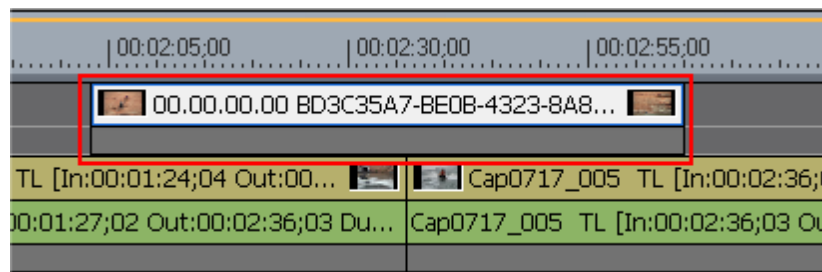 00:02:05;00 00:02:30;00 00:02:55;00
00.00.00.00 BD3C35A7-BE0B-4323-8A8...
TL [In:00:01:24;04 Out:00... Cap0717_005 TL [In:00:02:36;
00:01:27;02 Out:00:02:36;03 Du... Cap0717_005 TL [In:00:02:36;03 Ou